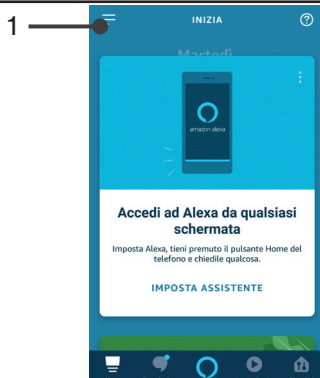 1
INIZIA
Martedì
amazon alexa
Accedi ad Alexa da qualsiasi
schermata
Imposta Alexa, tieni premuto il pulsante Home del
telefono e chiedile qualcosa.
IMPOSTA ASSISTENTE